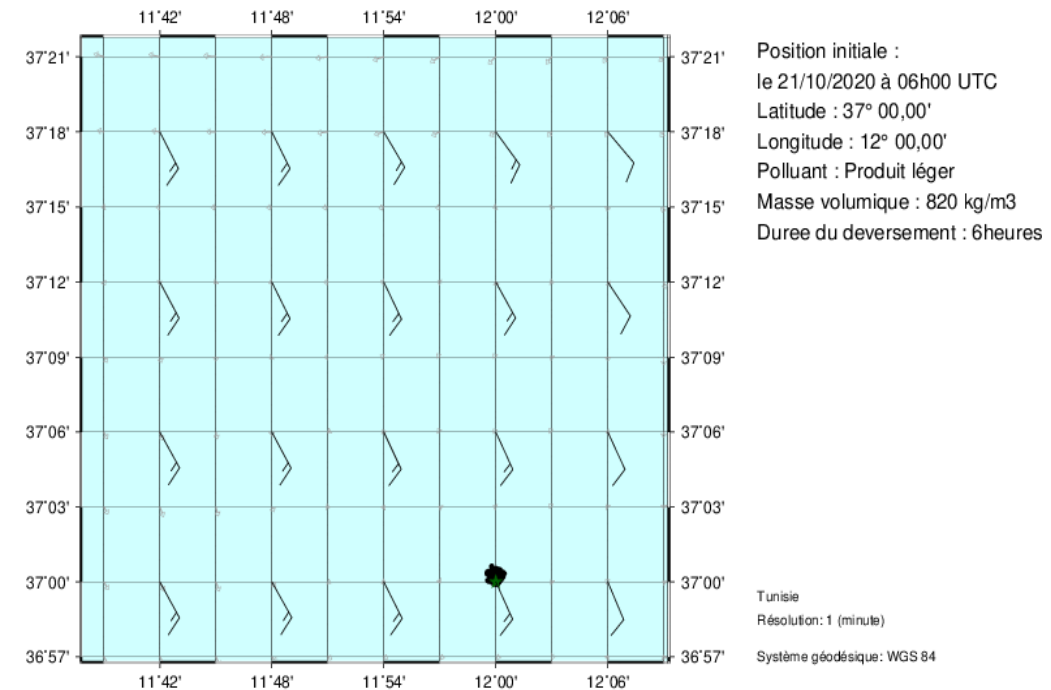 11°42' 11°48' 11°54' 12°00' 12°06'
37°21' 37°21'
37°18' 37°18'
37°15' 37°15'
37°12' 37°12'
37°09' 37°09'
37°06' 37°06'
37°03' 37°03'
37°00' 37°00'
36°57' 36°57'
11°42' 11°48' 11°54' 12°00' 12°06'
Position initiale :
le 21/10/2020 à 06h00 UTC
Latitude : 37° 00,00'
Longitude : 12° 00,00'
Polluant : Produit léger
Masse volumique : 820 kg/m3
Duree du deversement : 6heures
Tunisie
Résolution: 1 (minute)
Système géodésique: WGS 84